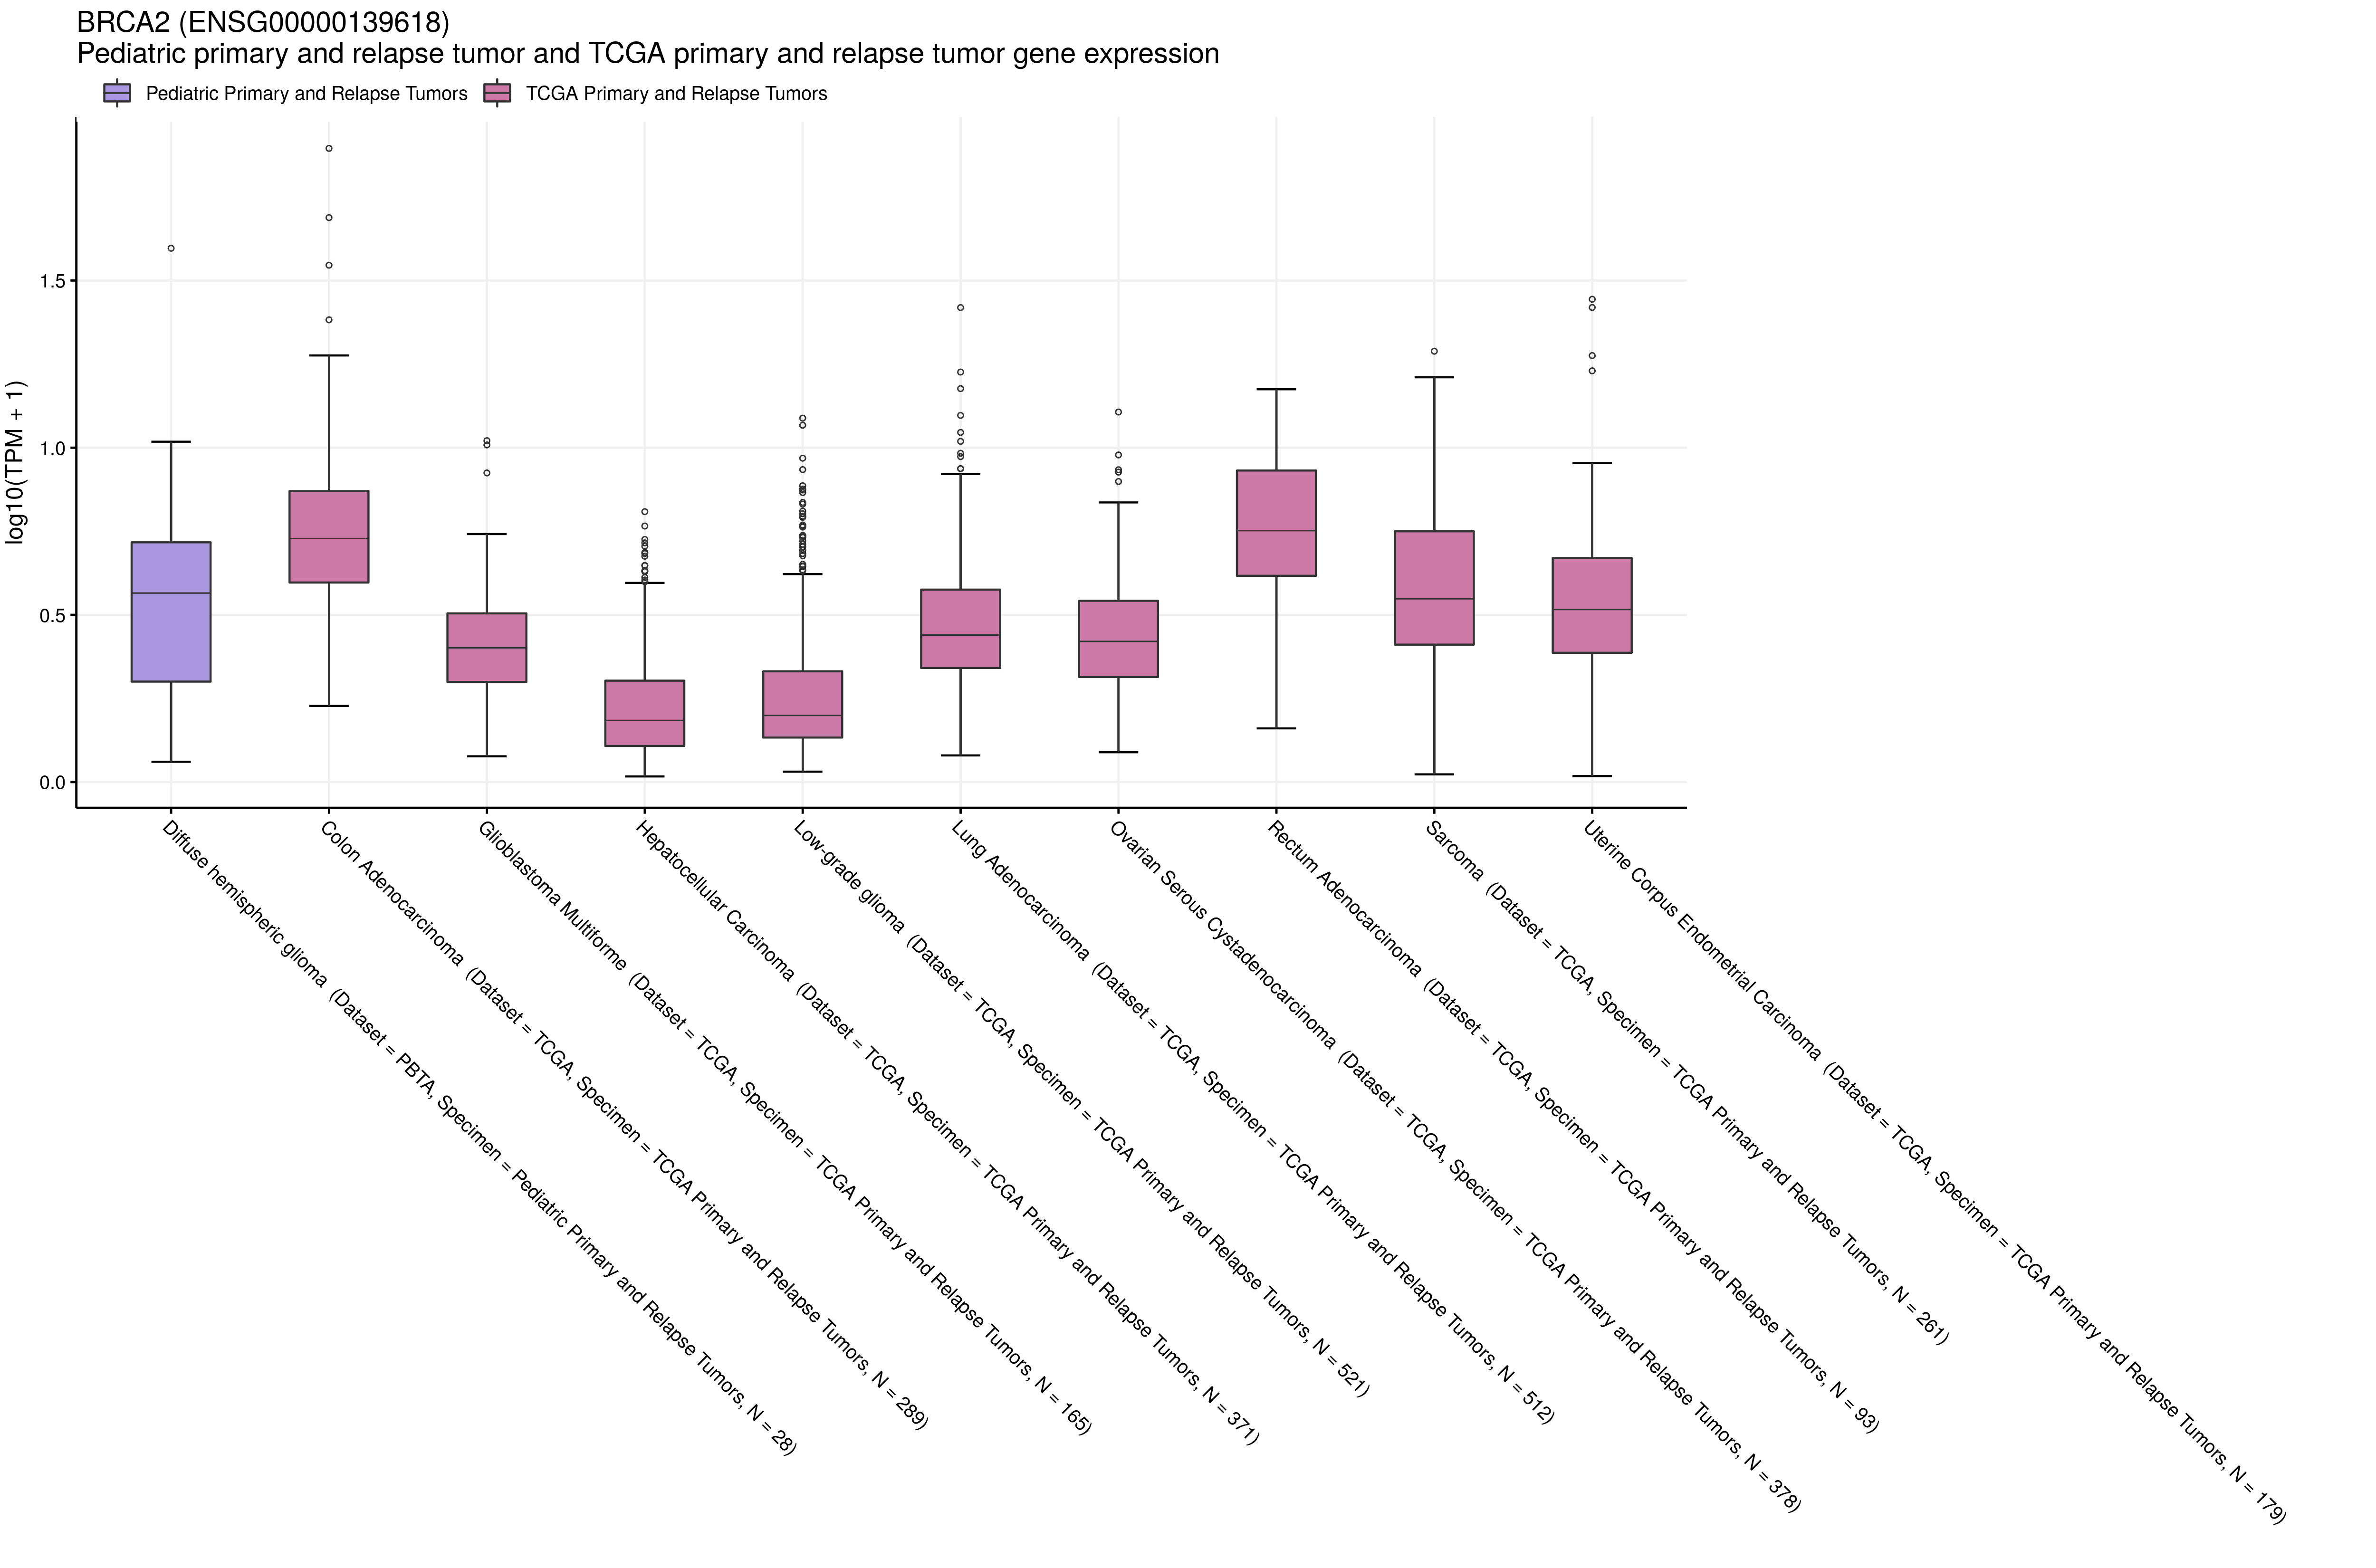 BRCA2 (ENSG00000139618)
Pediatric primary and relapse tumor and TCGA primary and relapse tumor gene expression
Pediatric Primary and Relapse Tumors
TCGA Primary and Relapse Tumors
log10(TPM + 1)
1.5
1.0
0.5
0.0
Diffuse hemispheric glioma (Dataset = PBTA, Specimen = Pediatric Primary and Relapse Tumors, N = 28)
Colon Adenocarcinoma (Dataset = TCGA, Specimen = TCGA Primary and Relapse Tumors, N = 289)
Glioblastoma Multiforme (Dataset = TCGA, Specimen = TCGA Primary and Relapse Tumors, N = 165)
Hepatocellular Carcinoma (Dataset = TCGA, Specimen = TCGA Primary and Relapse Tumors, N = 371)
Low-grade glioma (Dataset = TCGA, Specimen = TCGA Primary and Relapse Tumors, N = 521)
Lung Adenocarcinoma (Dataset = TCGA, Specimen = TCGA Primary and Relapse Tumors, N = 512)
Ovarian Serous Cystadenocarcinoma (Dataset = TCGA, Specimen = TCGA Primary and Relapse Tumors, N = 378)
Rectum Adenocarcinoma (Dataset = TCGA, Specimen = TCGA Primary and Relapse Tumors, N = 93)
Sarcoma (Dataset = TCGA, Specimen = TCGA Primary and Relapse Tumors, N = 261)
Uterine Corpus Endometrial Carcinoma (Dataset = TCGA, Specimen = TCGA Primary and Relapse Tumors, N = 179)